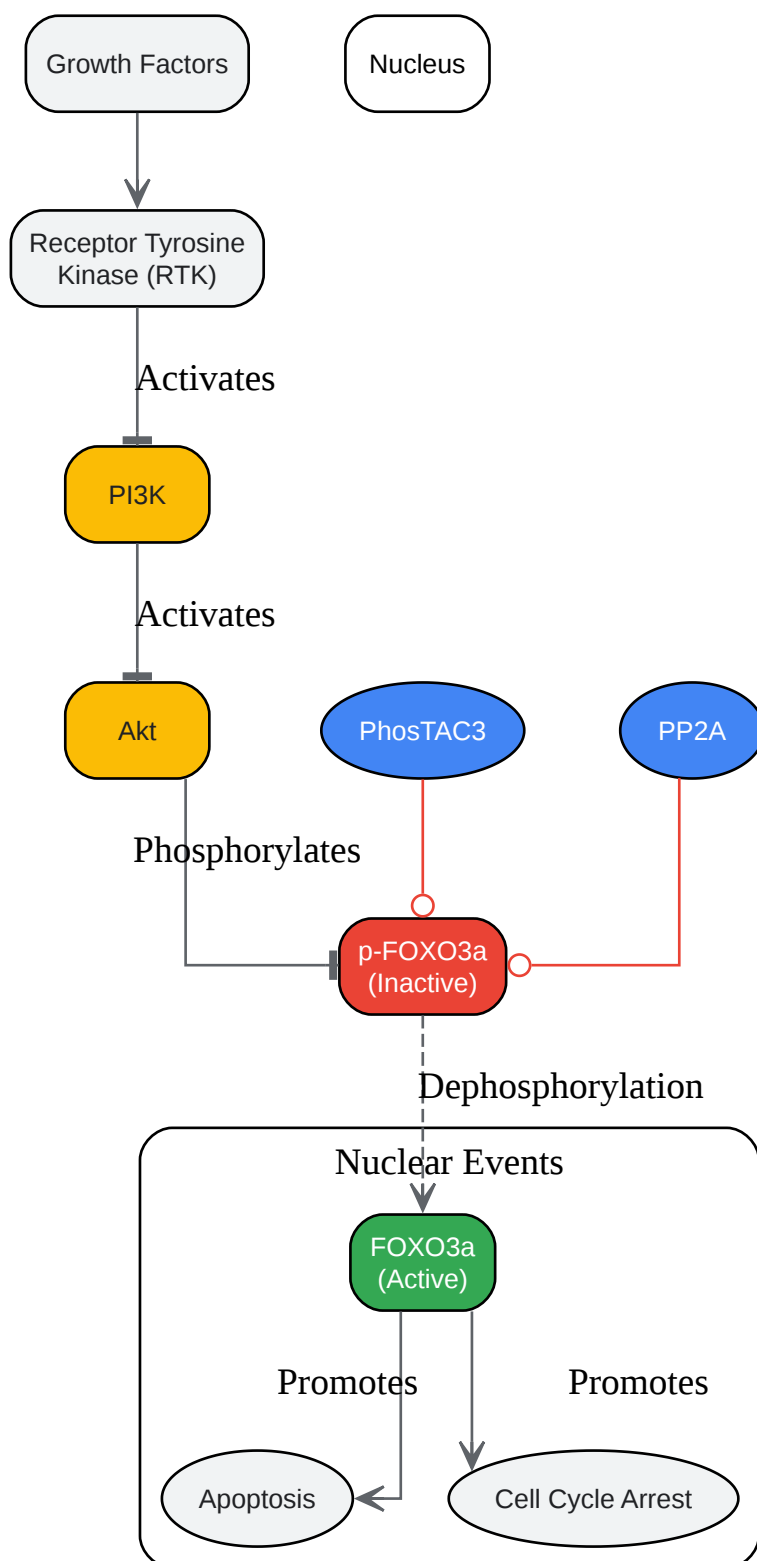 Growth Factors
Nucleus
Receptor Tyrosine
Kinase (RTK)
Activates
PI3K
Activates
Akt
PhosTAC3
PP2A
Phosphorylates
p-FOXO3a
(Inactive)
Dephosphorylation
Nuclear Events
FOXO3a
(Active)
Promotes
Promotes
Apoptosis
Cell Cycle Arrest